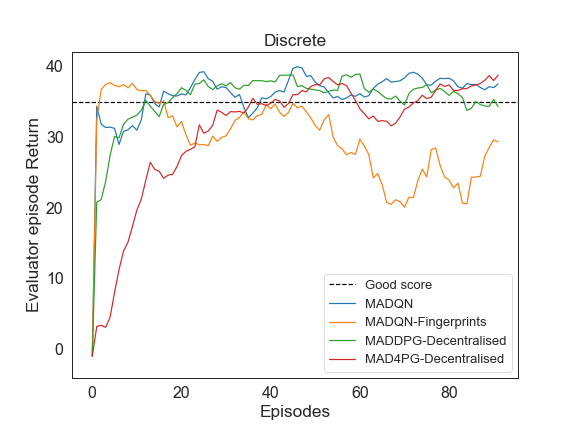 Discrete
Evaluator episode Return
40
30
20
10
0
0 20 40 60 80
Episodes
Good score
MADQN
MADQN-Fingerprints
MADDPG-Decentralised
MAD4PG-Decentralised